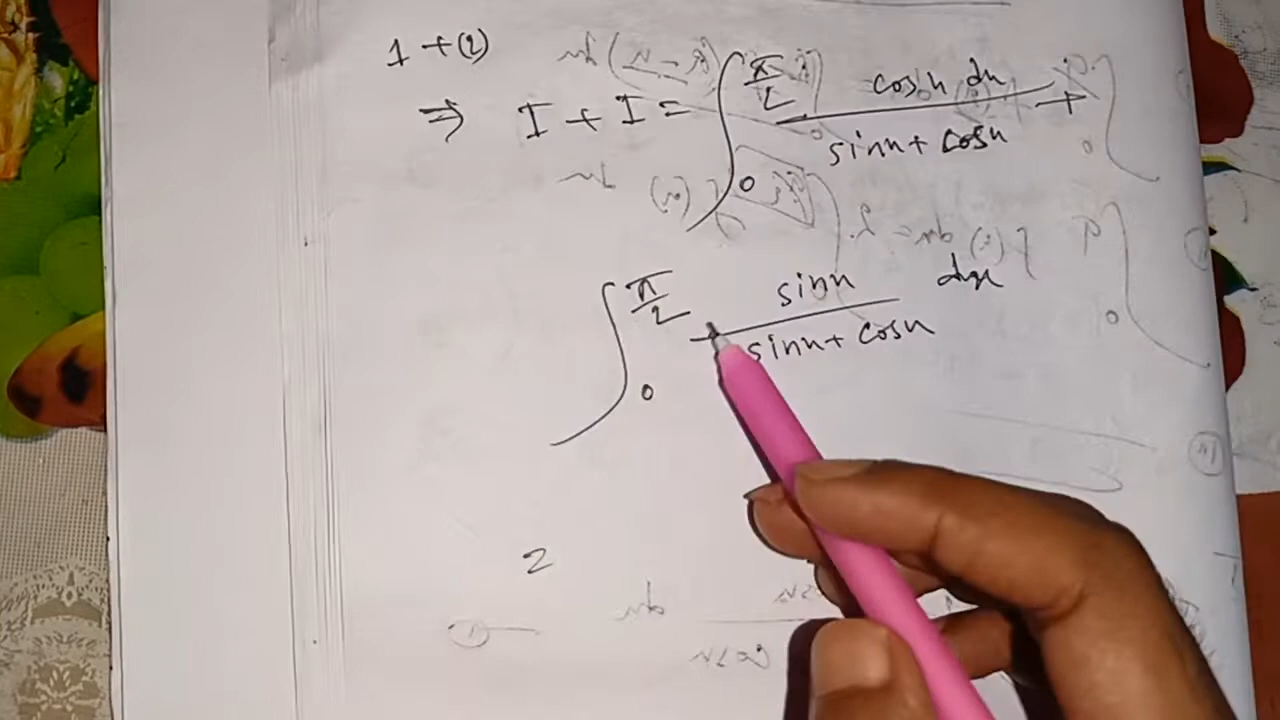 1 + (2)
⇒ I + I = ∫₀^(π/2) cosx dx / (sinx + cosx) +
∫₀^(π/2) sinx / (sinx + cosx) dx
2